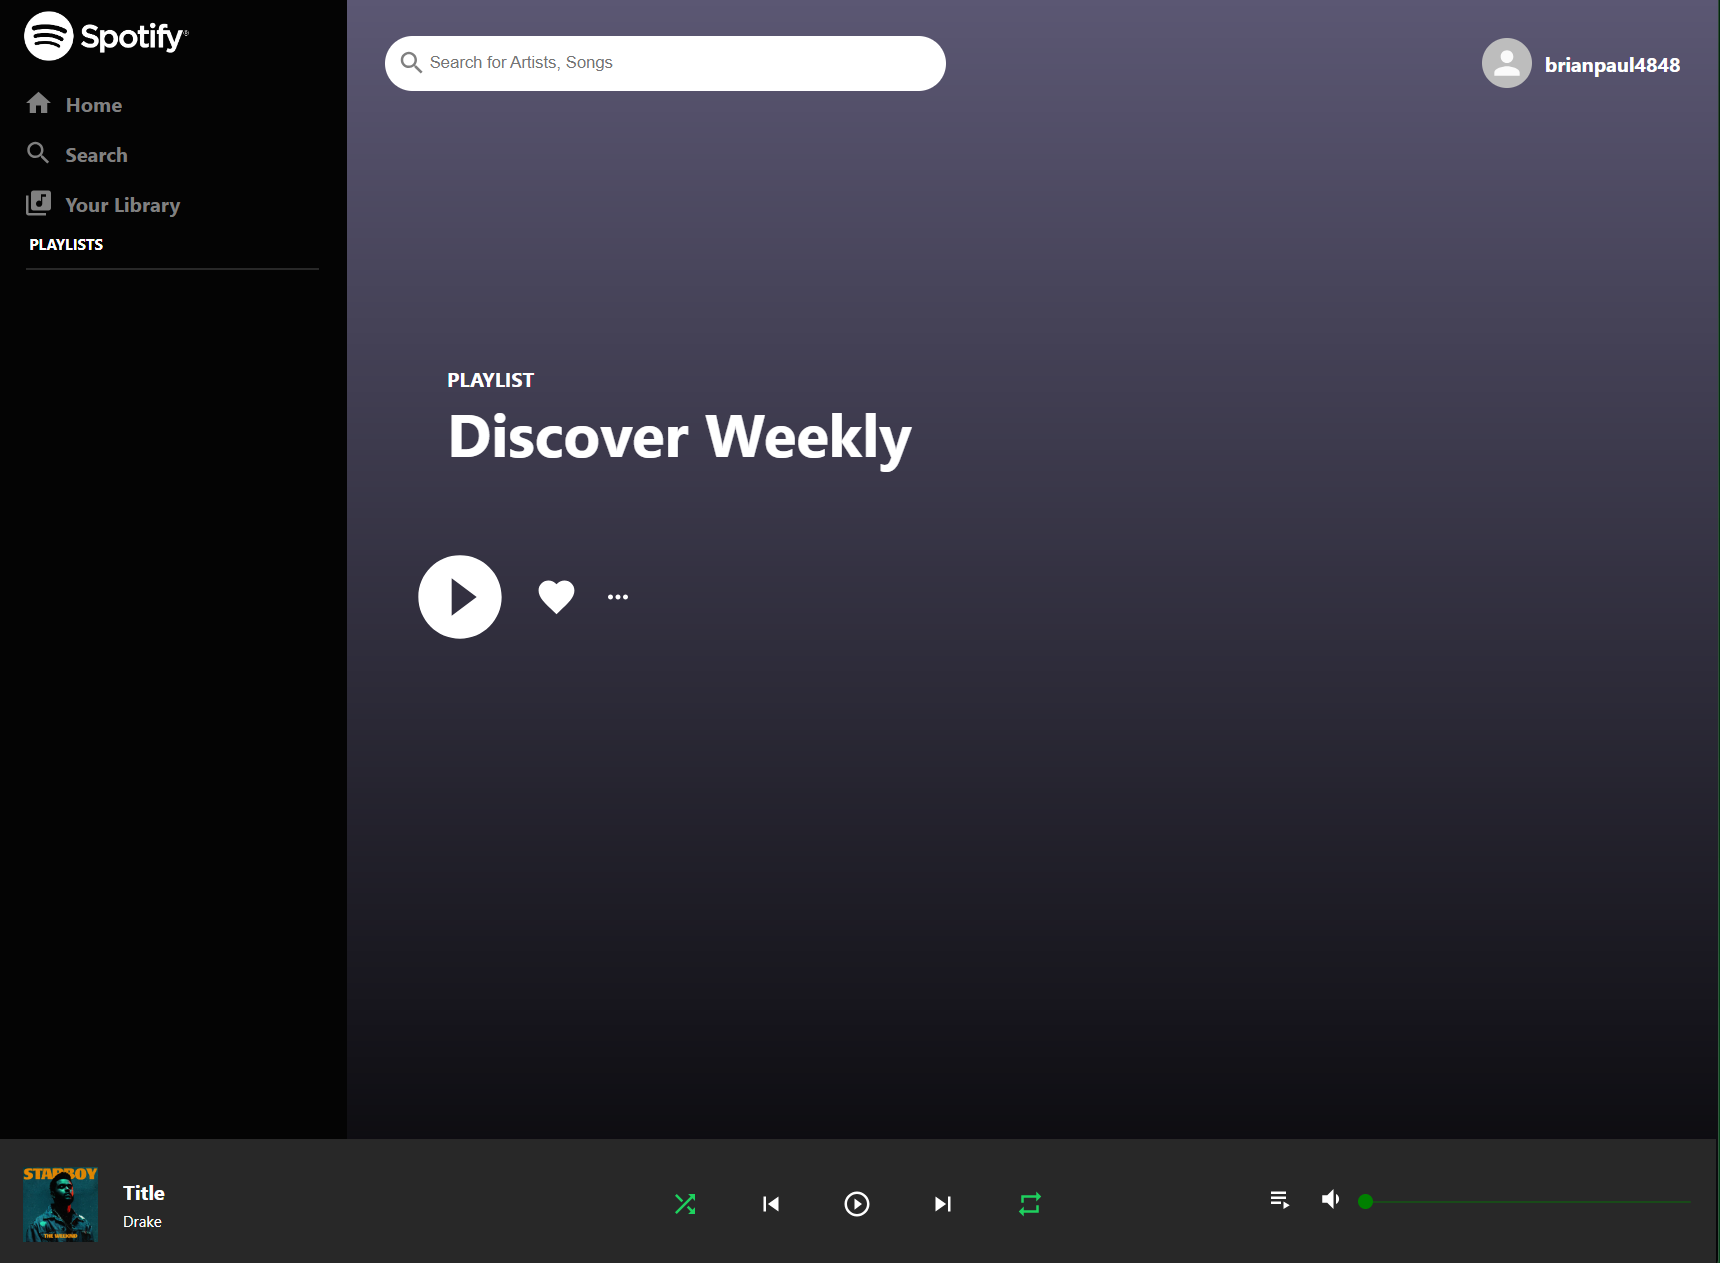 Spotify®
Home
Search
Your Library
PLAYLISTS
Search for Artists, Songs
brianpaul4848
PLAYLIST
Discover Weekly
STARBOY
THE WEEKND
Title
Drake